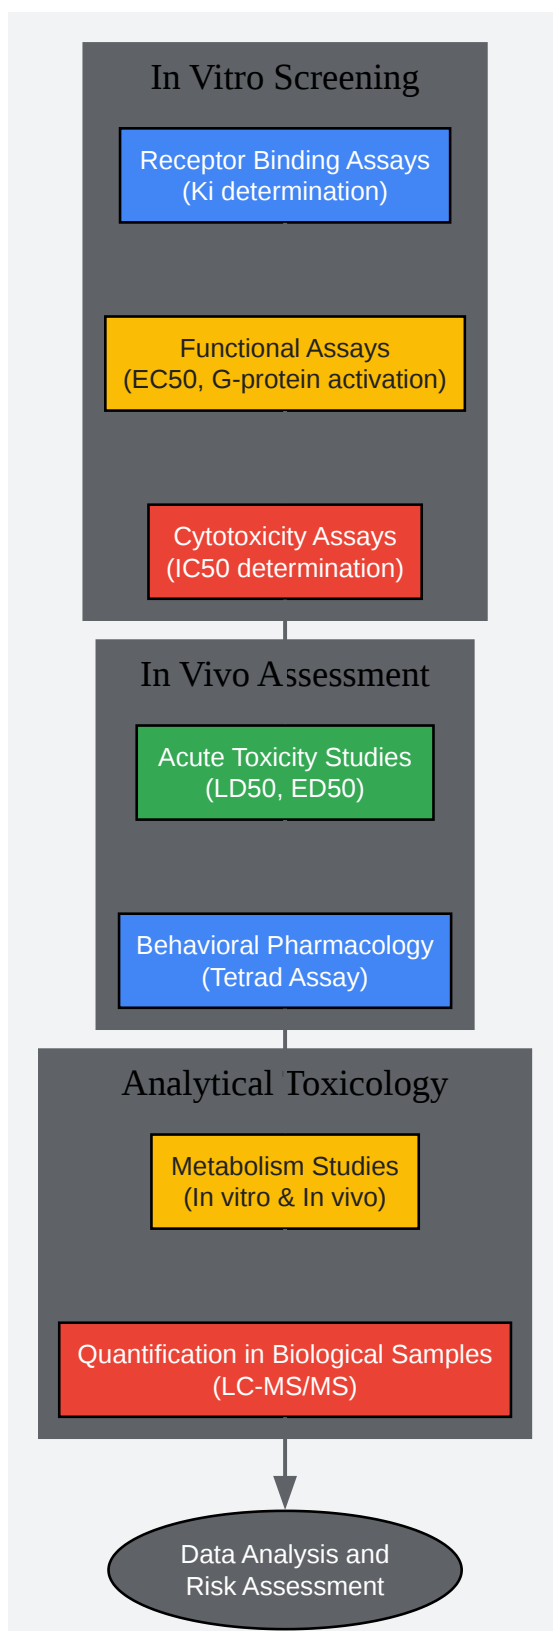 In Vitro Screening
Receptor Binding Assays
(Ki determination)
Functional Assays
(EC50, G-protein activation)
Cytotoxicity Assays
(IC50 determination)
In Vivo Assessment
Acute Toxicity Studies
(LD50, ED50)
Behavioral Pharmacology
(Tetrad Assay)
Analytical Toxicology
Metabolism Studies
(In vitro & In vivo)
Quantification in Biological Samples
(LC-MS/MS)
Data Analysis and
Risk Assessment